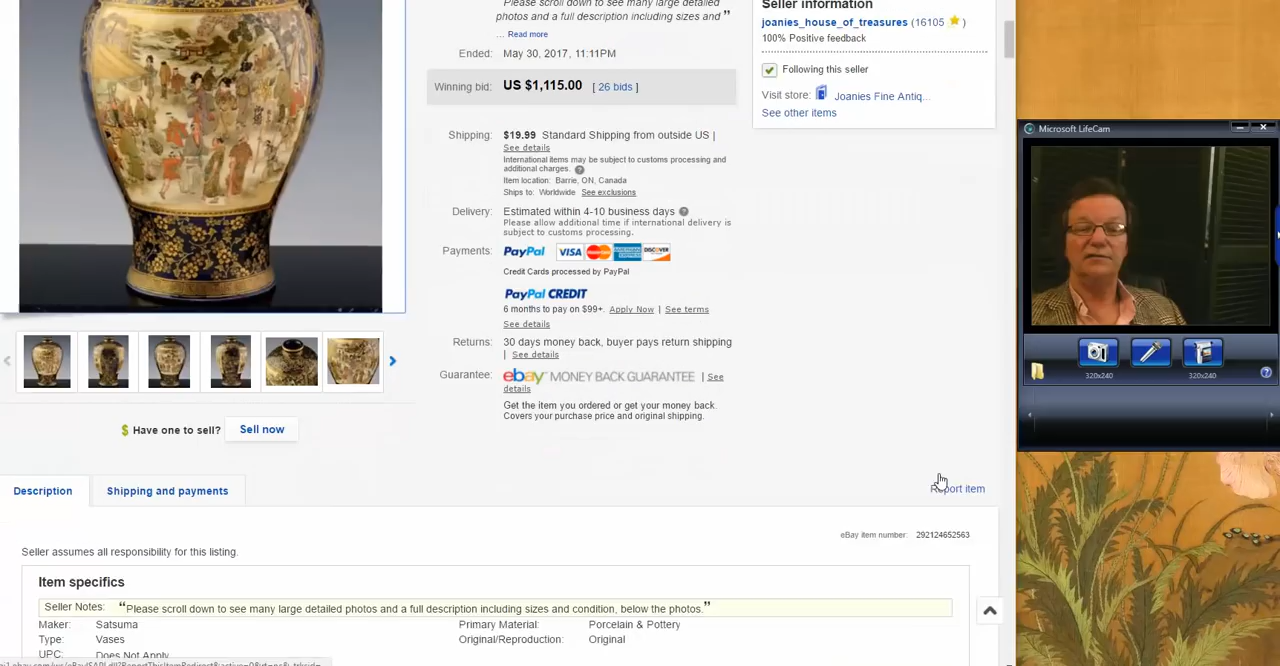 "Please scroll down to see many large detailed
photos and a full description including sizes and "
... Read more
Ended: May 30, 2017, 11:11PM
Winning bid: US $1,115.00 [ 26 bids ]
Shipping: $19.99 Standard Shipping from outside US |
See details
International items may be subject to customs processing and
additional charges. ?
Item location: Barrie, ON, Canada
Ships to: Worldwide See exclusions
Delivery: Estimated within 4-10 business days ?
Please allow additional time if international delivery is
subject to customs processing.
Payments: PayPal VISA MasterCard AMERICAN EXPRESS DISCOVER
Credit Cards processed by PayPal
PayPal CREDIT
6 months to pay on $99+. Apply Now | See terms
See details
Returns: 30 days money back, buyer pays return shipping
| See details
Guarantee: ebay MONEY BACK GUARANTEE | See
details
Get the item you ordered or get your money back.
Covers your purchase price and original shipping.
Seller information
joanies_house_of_treasures (16105 )
100% Positive feedback
Following this seller
Visit store: Joanies Fine Antiq...
See other items
Microsoft LifeCam
320x240 320x240
?
$ Have one to sell? Sell now
Description Shipping and payments
Report item
eBay item number: 292124652563
Seller assumes all responsibility for this listing.
Item specifics
Seller Notes: "Please scroll down to see many large detailed photos and a full description including sizes and condition, below the photos."
Maker: Satsuma Primary Material: Porcelain & Pottery
Type: Vases Original/Reproduction: Original
UPC: Does Not Apply